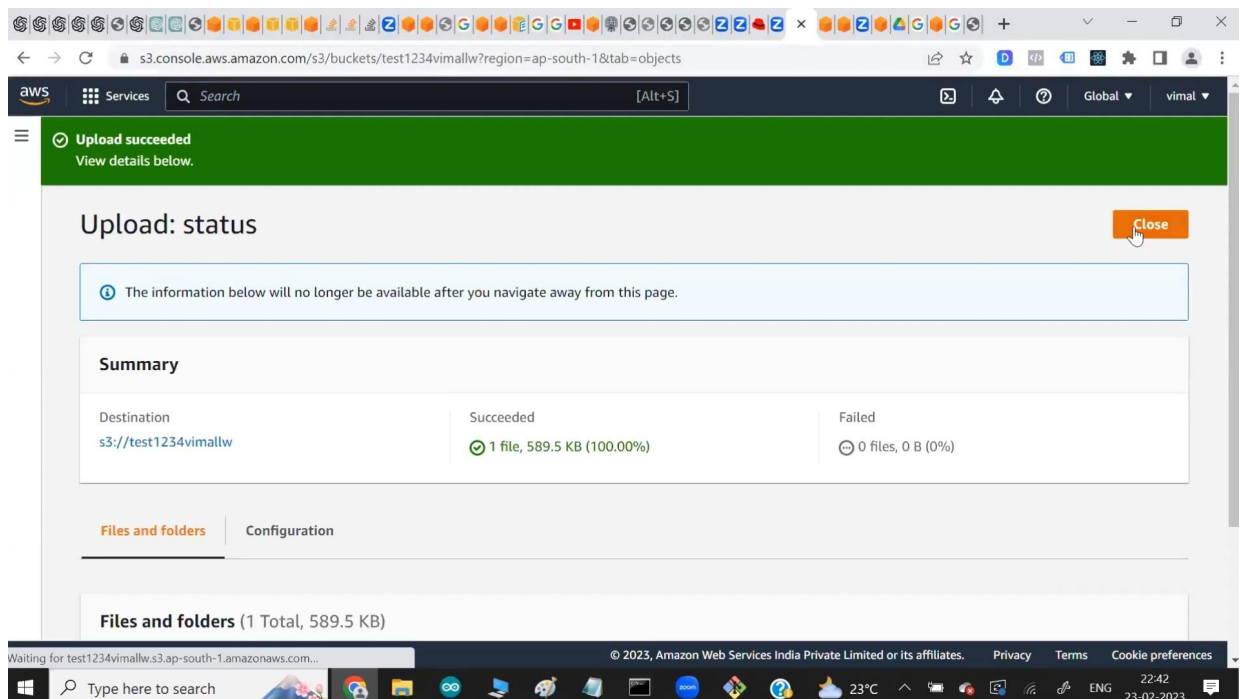 s3.console.aws.amazon.com/s3/buckets/test1234vimallw?region=ap-south-1&tab=objects
aws Services Search [Alt+S] Global vimal
Upload succeeded
View details below.
Upload: status
Close
The information below will no longer be available after you navigate away from this page.
Summary
Destination Succeeded Failed
s3://test1234vimallw 1 file, 589.5 KB (100.00%) 0 files, 0 B (0%)
Files and folders Configuration
Files and folders (1 Total, 589.5 KB)
Waiting for test1234vimallw.s3.ap-south-1.amazonaws.com... © 2023, Amazon Web Services India Private Limited or its affiliates. Privacy Terms Cookie preferences
Type here to search zoom 23°C ENG 22:42
23-02-2023